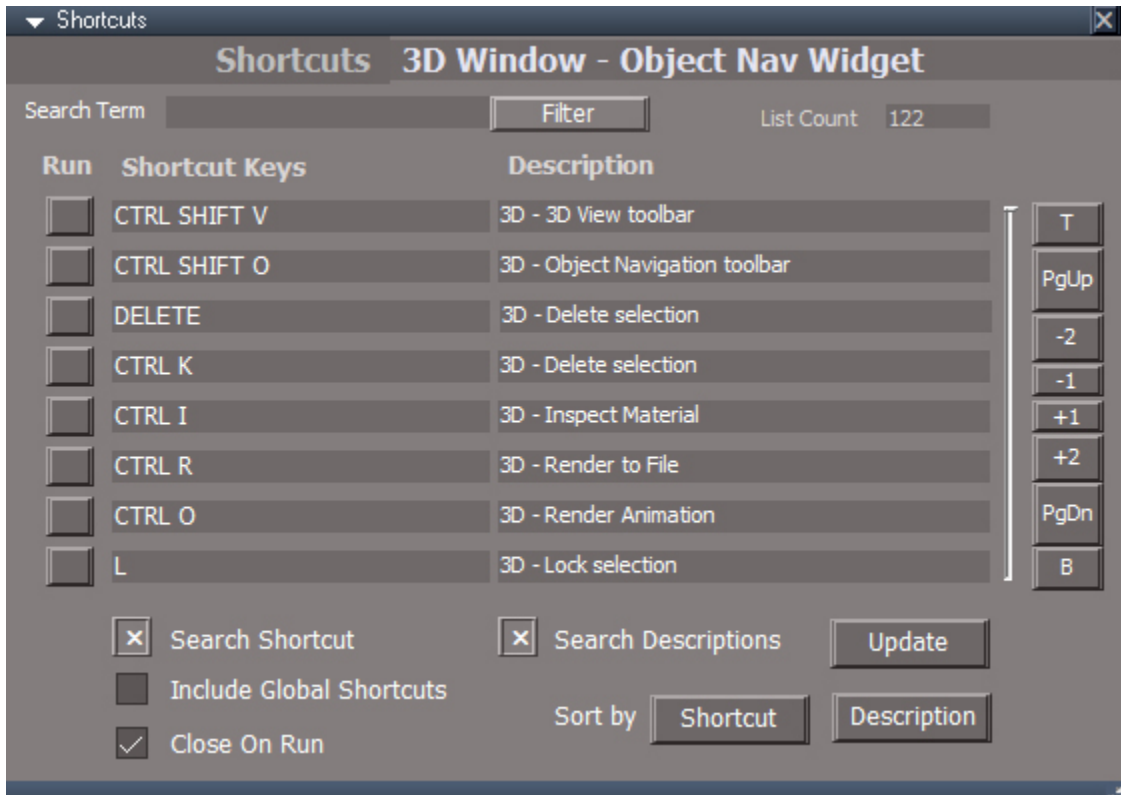 Shortcuts
Shortcuts 3D Window - Object Nav Widget
Search Term Filter List Count 122
Run Shortcut Keys Description
CTRL SHIFT V 3D - 3D View toolbar T
CTRL SHIFT O 3D - Object Navigation toolbar PgUp
DELETE 3D - Delete selection -2
CTRL K 3D - Delete selection -1
CTRL I 3D - Inspect Material +1
CTRL R 3D - Render to File +2
CTRL O 3D - Render Animation PgDn
L 3D - Lock selection B
Search Shortcut Search Descriptions Update
Include Global Shortcuts
Sort by Shortcut Description
Close On Run